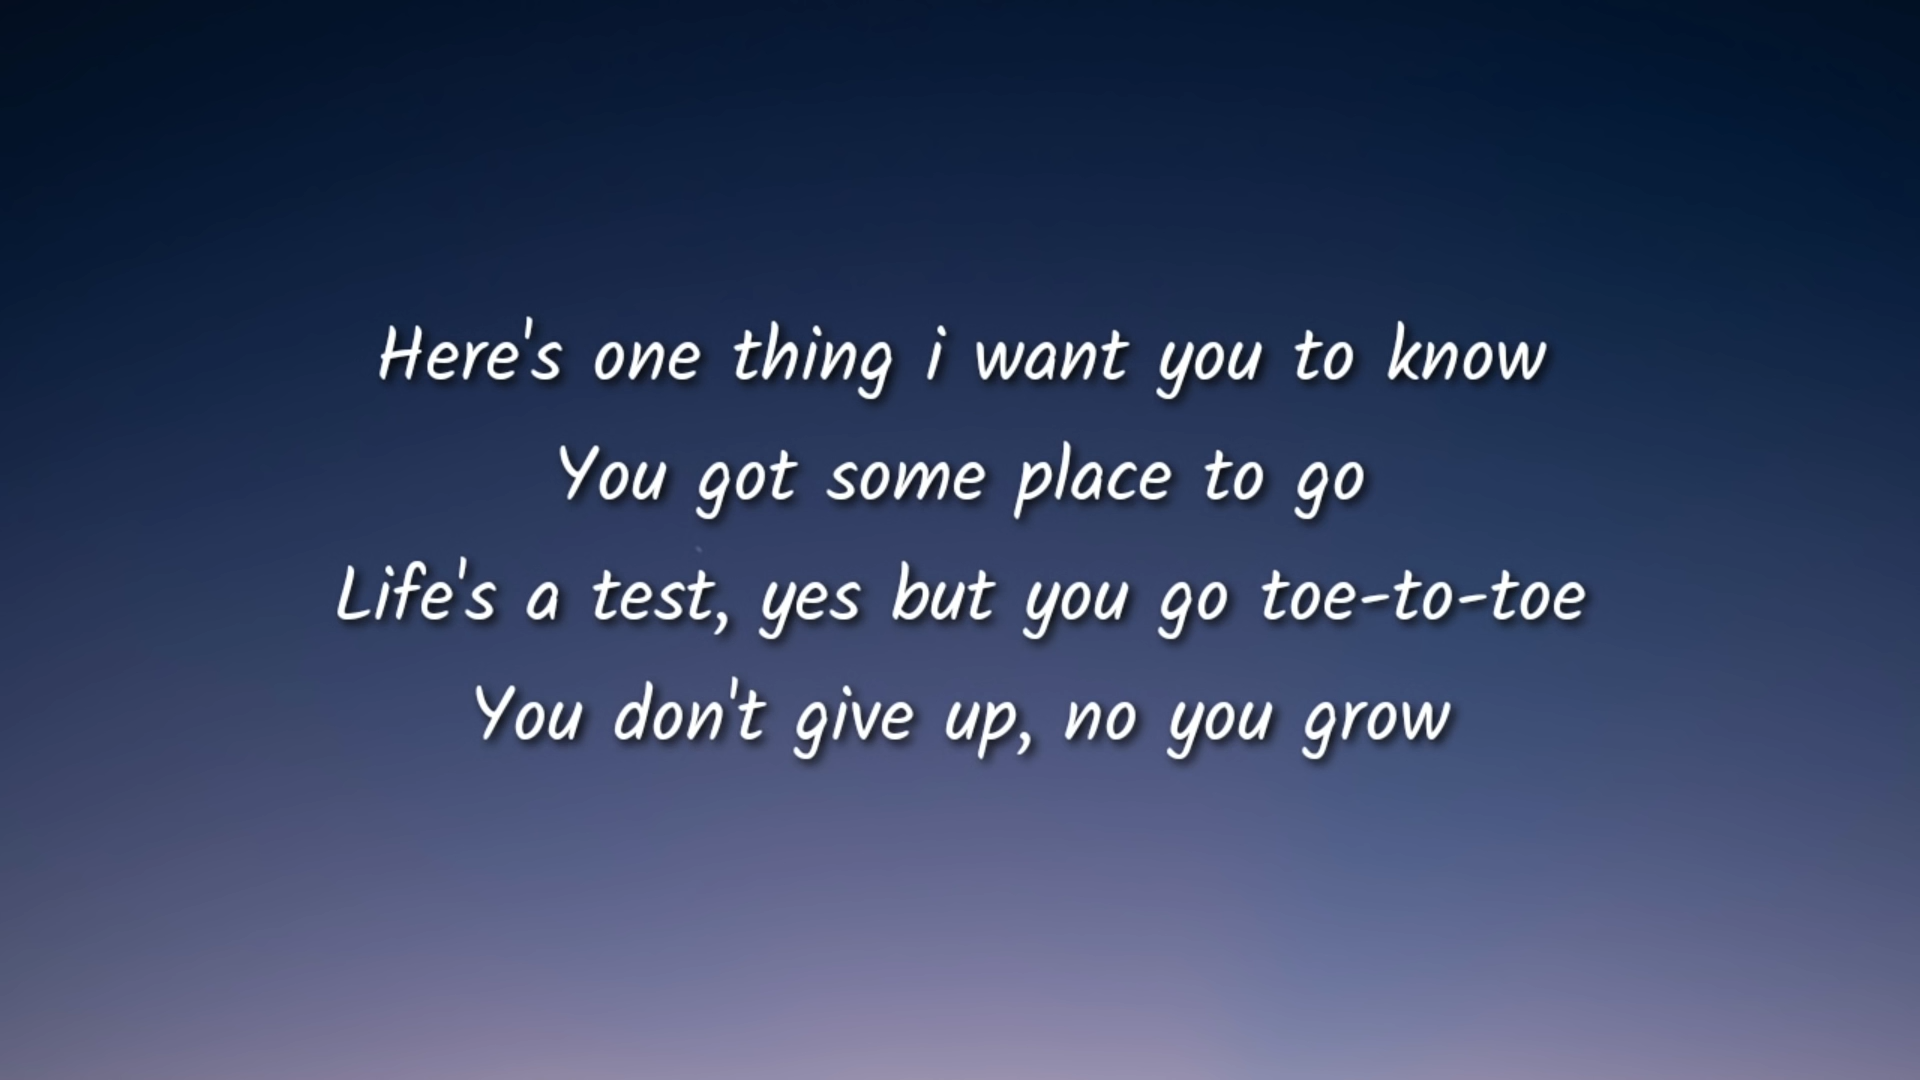 Here's one thing i want you to know
You got some place to go
Life's a test, yes but you go toe-to-toe
You don't give up, no you grow